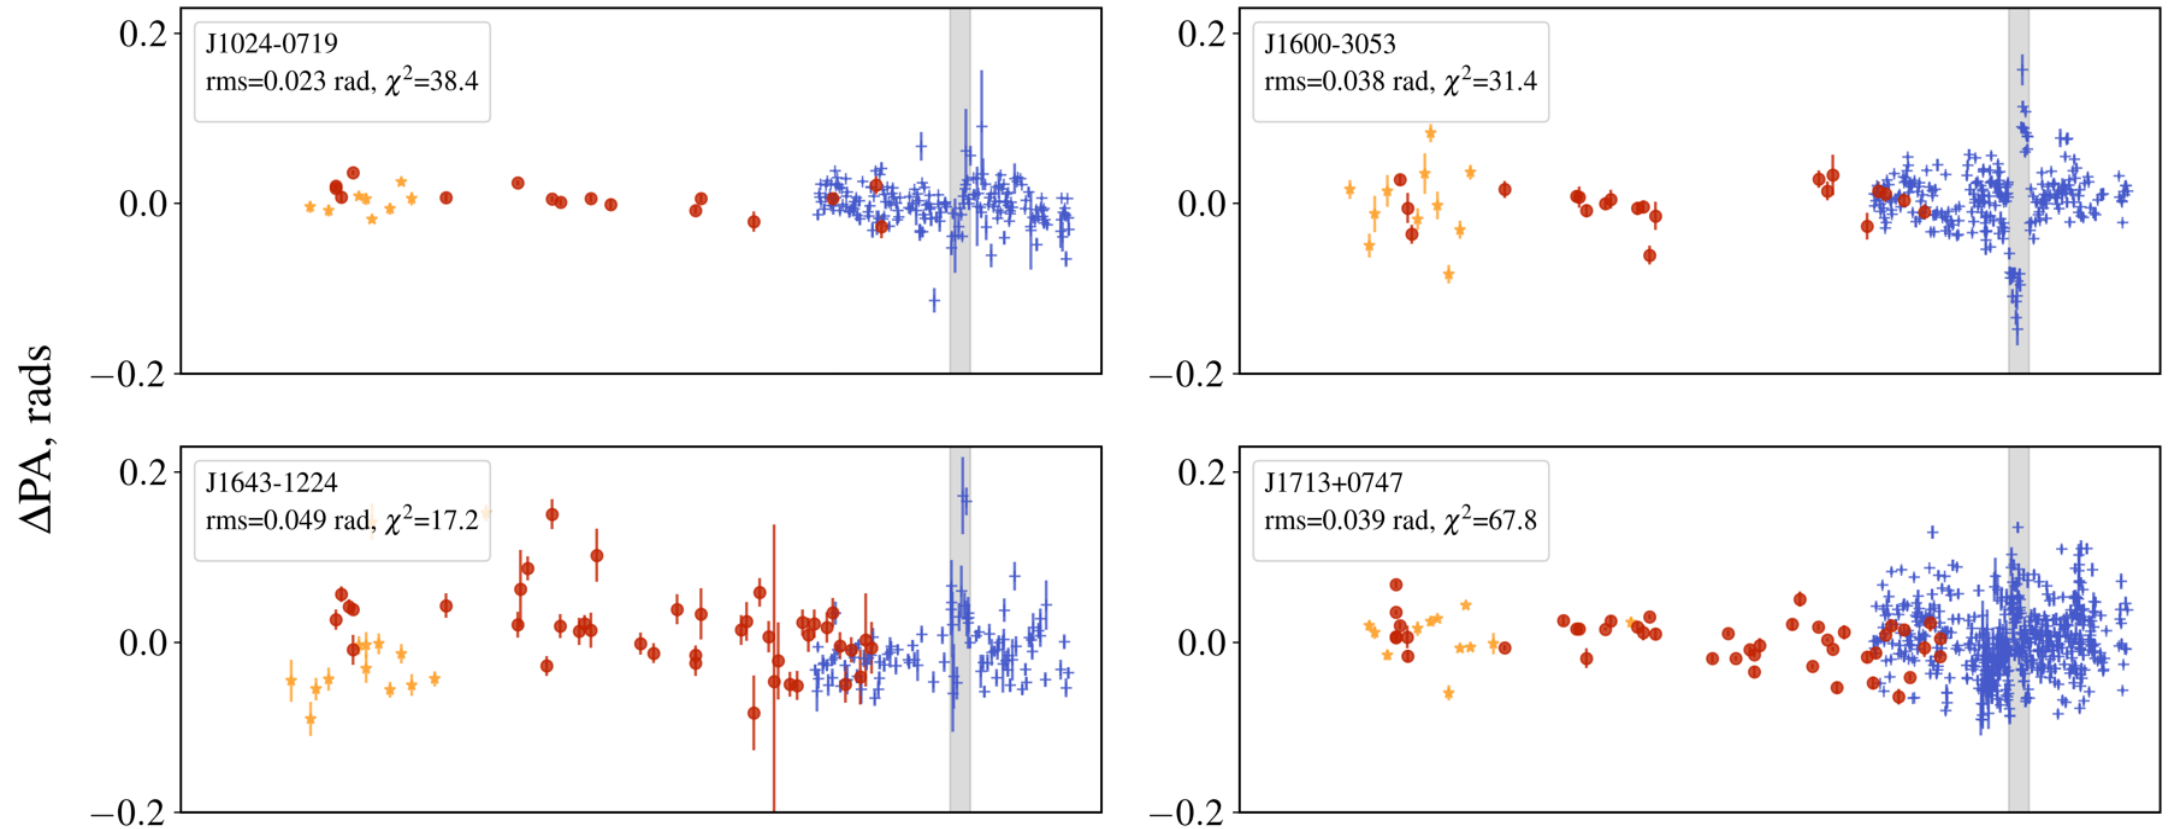 ΔPA, rads
0.2
0.0
−0.2
J1024-0719
rms=0.023 rad, χ²=38.4
0.2
0.0
−0.2
J1600-3053
rms=0.038 rad, χ²=31.4
0.2
0.0
−0.2
J1643-1224
rms=0.049 rad, χ²=17.2
0.2
0.0
−0.2
J1713+0747
rms=0.039 rad, χ²=67.8